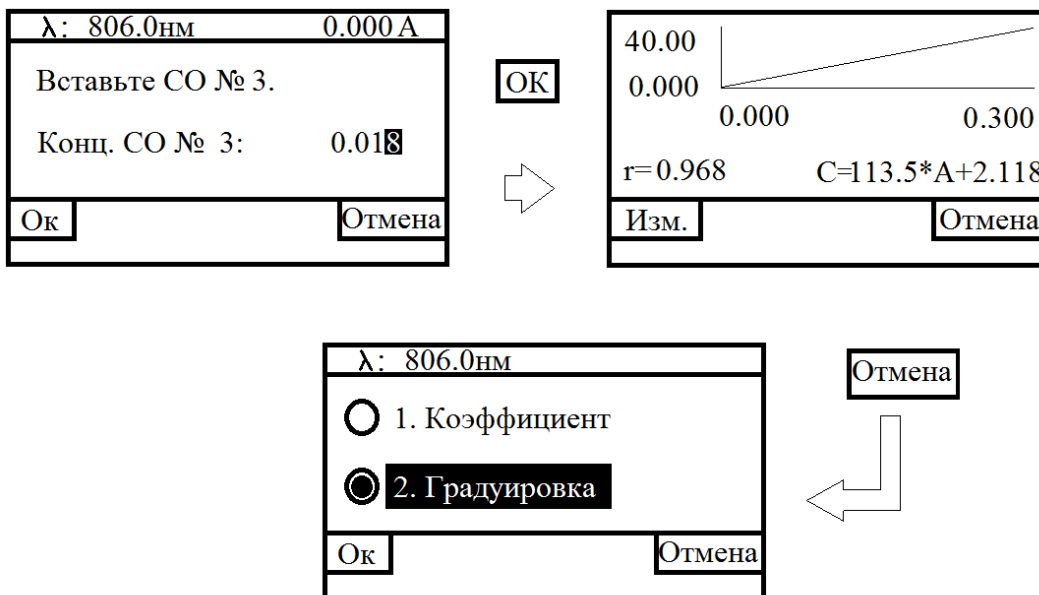 λ: 806.0нм 0.000 A
Вставьте СО № 3.
Конц. СО № 3: 0.018
Ок Отмена
ОК
40.00
0.000
0.000 0.300
r=0.968 C=113.5*A+2.118
Изм. Отмена
λ: 806.0нм
1. Коэффициент
2. Градуировка
Ок Отмена
Отмена